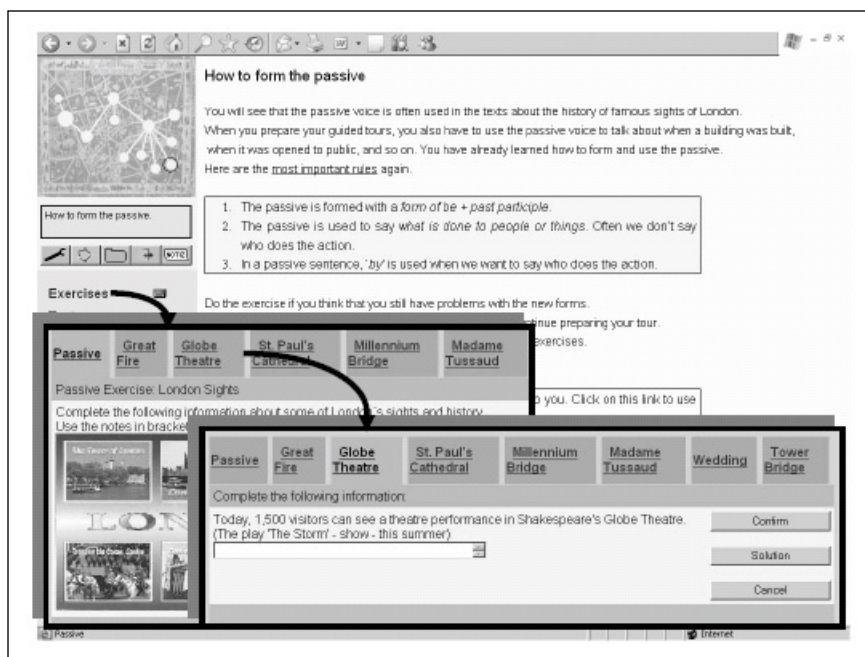 How to form the passive
You will see that the passive voice is often used in the texts about the history of famous sights of London.
When you prepare your guided tours, you also have to use the passive voice to talk about when a building was built,
when it was opened to public, and so on. You have already learned how to form and use the passive.
Here are the most important rules again.
How to form the passive.
NOTE
1. The passive is formed with a form of be + past participle.
2. The passive is used to say what is done to people or things. Often we don't say
who does the action.
3. In a passive sentence, 'by' is used when we want to say who does the action.
Exercises
Do the exercise if you think that you still have problems with the new forms.
tinue preparing your tour.
exercises.
to you. Click on this link to use
Passive
Great Fire
Globe Theatre
St. Paul's Cathedral
Millennium Bridge
Madame Tussaud
Passive Exercise: London Sights
Complete the following information about some of London's sights and history.
Use the notes in bracket
The Tower of London
LON
Passive
Great Fire
Globe Theatre
St. Paul's Cathedral
Millennium Bridge
Madame Tussaud
Wedding
Tower Bridge
Complete the following information:
Today, 1,500 visitors can see a theatre performance in Shakespeare's Globe Theatre.
(The play 'The Storm' - show - this summer)
Confirm
Solution
Cancel
Passive
Internet